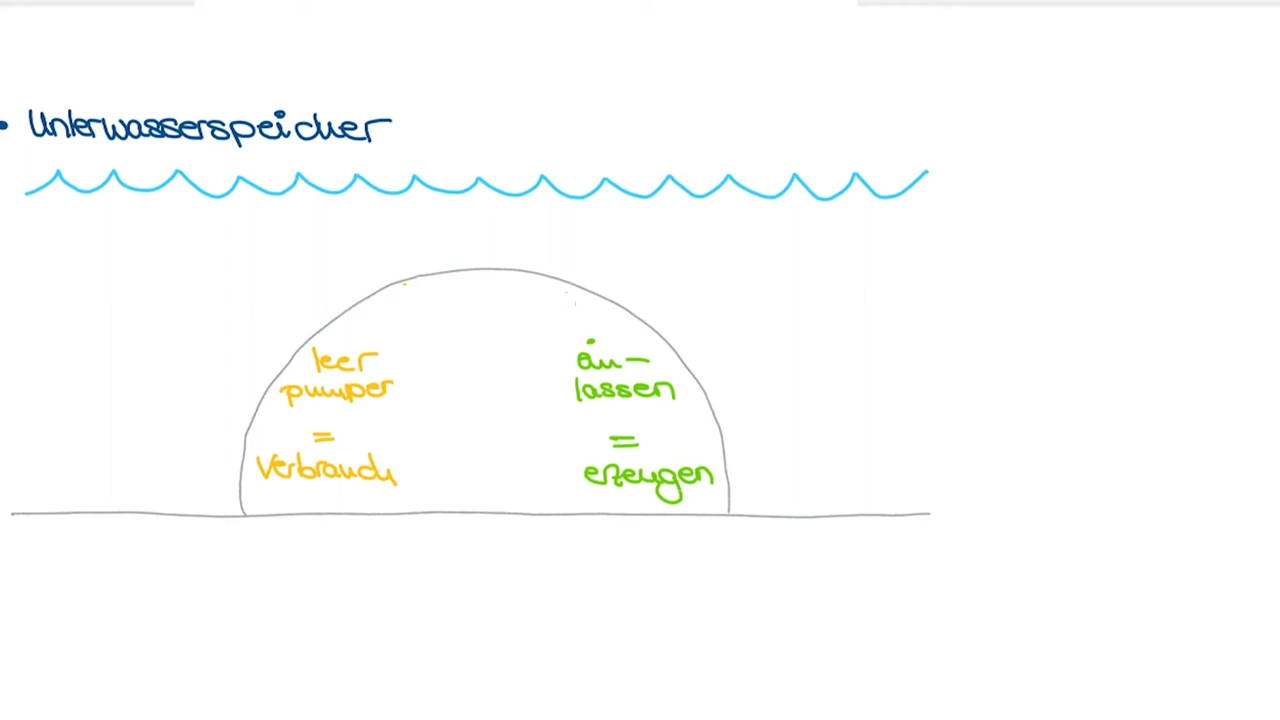 • Unterwasserspeicher
leer
pumpen
=
Verbrauch
ein-
lassen
=
erzeugen